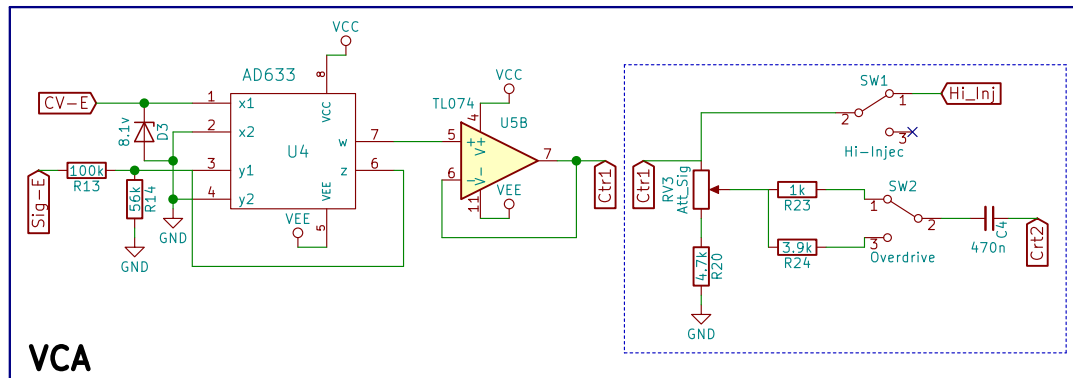 VCC
AD633
CV-E
1
x1
8
VCC
8.1v
D3
2
x2
U4
w
7
3
y1
z
6
4
y2
VEE
5
VEE
Sig-E
100k
R13
56k
R14
GND
GND
VCC
TL074
4
U5B
5
+
V+
6
-
V-
7
11
VEE
Ctr1
Ctr1
SW1
1
Hi_Inj
2
3
Hi-Injec
RV3
Att_Sig
1k
R23
SW2
1
2
3
3.9k
R24
Overdrive
C4
470n
Crt2
4.7k
R20
GND
VCA